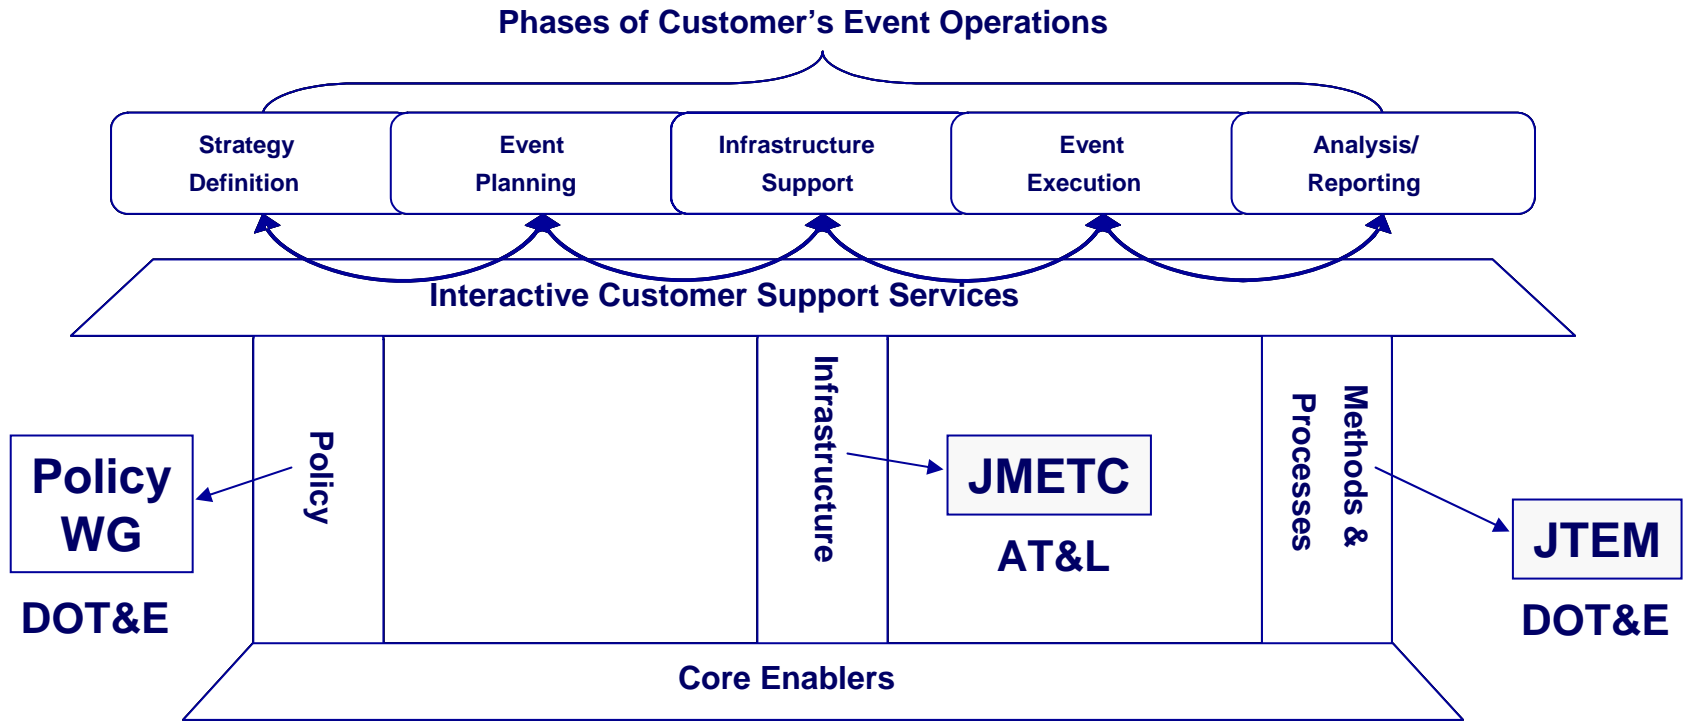 Phases of Customer’s Event Operations
Strategy
Definition
Event
Planning
Infrastructure
Support
Event
Execution
Analysis/
Reporting
Interactive Customer Support Services
Policy
WG
DOT&E
Policy
Infrastructure
JMETC
AT&L
Methods &
Processes
JTEM
DOT&E
Core Enablers